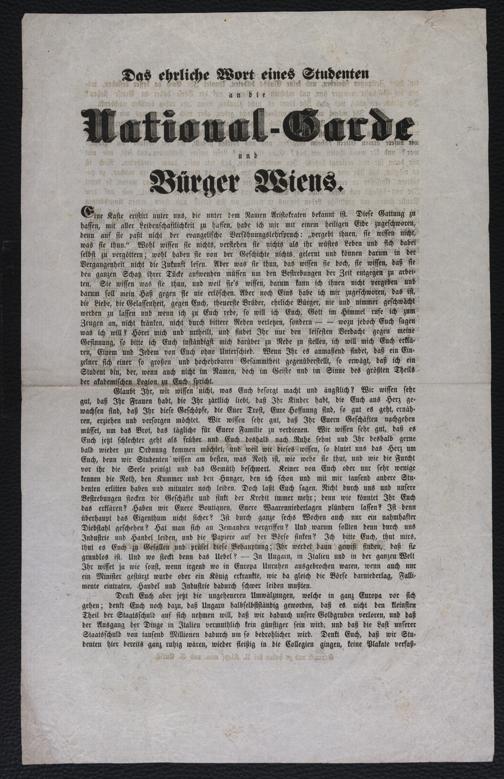 Das ehrliche Wort eines Studenten
an die
National-Garde
und
Bürger Wiens.
Eine Kaste existirt unter uns, die unter dem Namen Aristokraten bekannt ist. Diese Gattung zu
hassen, mit aller Leidenschaftlichkeit zu hassen, habe ich mir mit einem heiligen Eide zugeschworen,
denn auf sie paßt nicht der evangelische Versöhnungslehrspruch: „vergebt ihnen, sie wissen nicht,
was sie thun.“ Wohl wissen sie nichts, verstehen sie nichts als ihr wüstes Leben und sich dabei
selbst zu vergöttern; wohl haben sie von der Geschichte nichts gelernt und können darum in der
Vergangenheit nicht die Zukunft lesen. Aber was sie thun, das wissen sie doch, sie wissen, daß sie
den ganzen Schatz ihrer Tücke aufwenden müssen um den Bestrebungen der Zeit entgegen zu arbei-
ten. Sie wissen was sie thun, und weil sie's wissen, darum kann ich ihnen nicht vergeben und
darum soll mein Haß gegen sie nie erlöschen. Aber noch Eins habe ich mir zugeschworen, das ist
die Liebe, die Gelassenheit, gegen Euch, theuerste Brüder, ehrliche Bürger, nie und nimmer geschwächt
werden zu lassen und wenn ich zu Euch rede, so will ich Euch, Gott im Himmel rufe ich zum
Zeugen an, nicht kränken, nicht durch bittere Reden verletzen, sondern — — wozu jedoch Euch sagen
was ich will? Hört mich und urtheilt, und findet Ihr nur den leisesten Verdacht gegen meine
Gesinnung, so bitte ich Euch inständigst mich darüber zu Rede zu stellen, ich will mich Euch erklä-
ren, Einem und Jedem von Euch ohne Unterschied. Wenn Ihr es anmassend findet, daß ein Ein-
zelner sich einer so großen und hochehrbaren Gesammtheit gegenüberstellt, so erwägt, daß ich ein
Student bin, der, wenn auch nicht im Namen, doch im Geiste und im Sinne des größten Theils
der akademischen Legion zu Euch spricht.
Glaubt Ihr, wir wissen nicht, was Euch besorgt macht und ängstlich? Wir wissen sehr
gut, daß Ihr Frauen habt, die Ihr zärtlich liebt, daß Ihr Kinder habt, die Euch ans Herz ge-
wachsen sind, daß Ihr diese Geschöpfe, die Euer Trost, Eure Hoffnung sind, so gut es geht, ernäh-
ren, erziehen und versorgen möchtet. Wir wissen sehr gut, daß Ihr Euern Geschäften nachgehen
müsset, um das Brot, das tägliche für Eure Familie zu verdienen. Wir wissen sehr gut, daß es
Euch jetzt schlechter geht als früher und Euch deshalb nach Ruhe sehnt und Ihr deshalb gerne
bald wieder zur Ordnung kommen möchtet, und weil wir dieses wissen, so blutet uns das Herz um
Euch, denn wir Studenten wissen am besten, was Noth ist, wie wehe sie thut, und wie die Furcht
vor ihr die Seele peinigt und das Gemüth beschwert. Keiner von Euch oder nur sehr wenige
kennen die Noth, den Kummer und den Hunger, den ich schon und mit mir tausend andere Stu-
denten erlitten haben und mitunter noch leiden. Doch laßt Euch sagen. Nicht durch uns und unsere
Bestrebungen stocken die Geschäfte und sinkt der Kredit immer mehr; denn wie könntet Ihr Euch
das erklären? Haben wir Euere Boutiquen, Euere Waarenniederlagen plündern lassen? Ist denn
überhaupt das Eigenthum nicht sicher? Ist durch ganze sechs Wochen auch nur ein nahmhafter
Diebstahl geschehen? Hat man sich an Jemanden vergriffen? Und warum sollten denn durch uns
Industrie und Handel leiden, und die Papiere auf der Börse sinken? Ich bitte Euch, thut mirs,
thut es Euch zu Gefallen und prüfet diese Behauptung; Ihr werdet dann gewiß finden, daß sie
grundlos ist. Und wo steckt denn das Uebel? — In Ungarn, in Italien und in der ganzen Welt
Ihr wisset ja wie sonst, wenn irgend wo in Europa Unruhen ausgebrochen waren, wenn auch nur
ein Minister gestürzt wurde oder ein König erkrankte, wie da gleich die Börse darniederlag, Falli-
mente eintraten, Handel und Industrie dadurch schwer leiden mußten.
Denkt Euch aber jetzt die ungeheueren Umwälzungen, welche in ganz Europa vor sich
gehen; denkt Euch noch dazu, daß Ungarn halbselbstständig geworden, daß es nicht den kleinsten
Theil der Staatsschuld auf sich nehmen will, daß wir dadurch unsere Goldgruben verloren, und daß
der Ausgang der Dinge in Italien vermuthlich kein günstiger sein wird, und daß die Last unserer
Staatsschuld von tausend Millionen dadurch um so bedrohlicher wird. Denkt Euch, daß wir Stu-
denten hier bereits ganz ruhig wären, wieder fleißig in die Collegien gingen, keine Plakate verfaß-